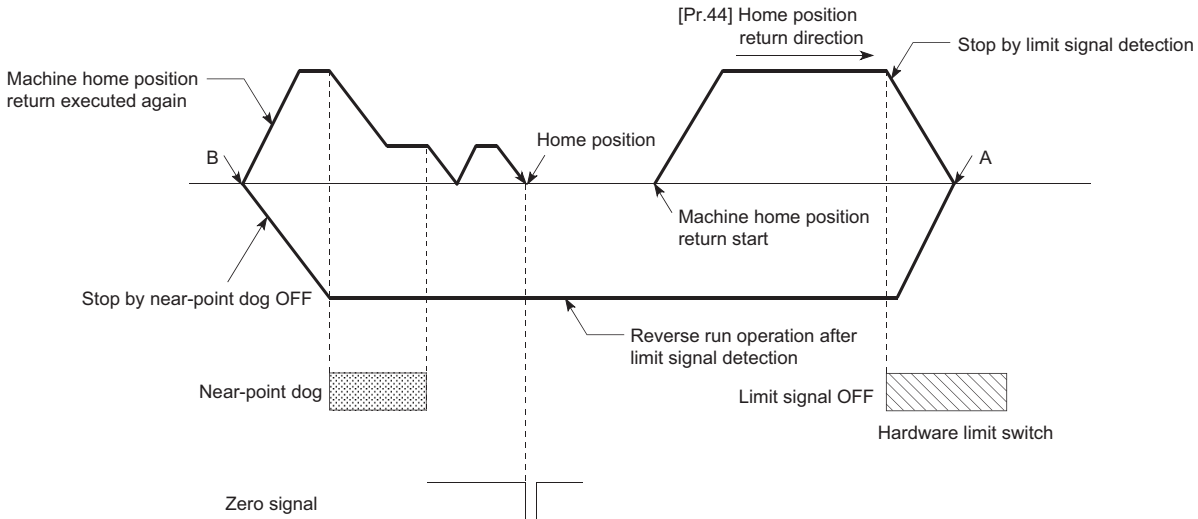 [Pr.44] Home position
return direction
Stop by limit signal detection
Machine home position
return executed again
B
Home position
A
Machine home position
return start
Stop by near-point dog OFF
Reverse run operation after
limit signal detection
Near-point dog
Limit signal OFF
Hardware limit switch
Zero signal